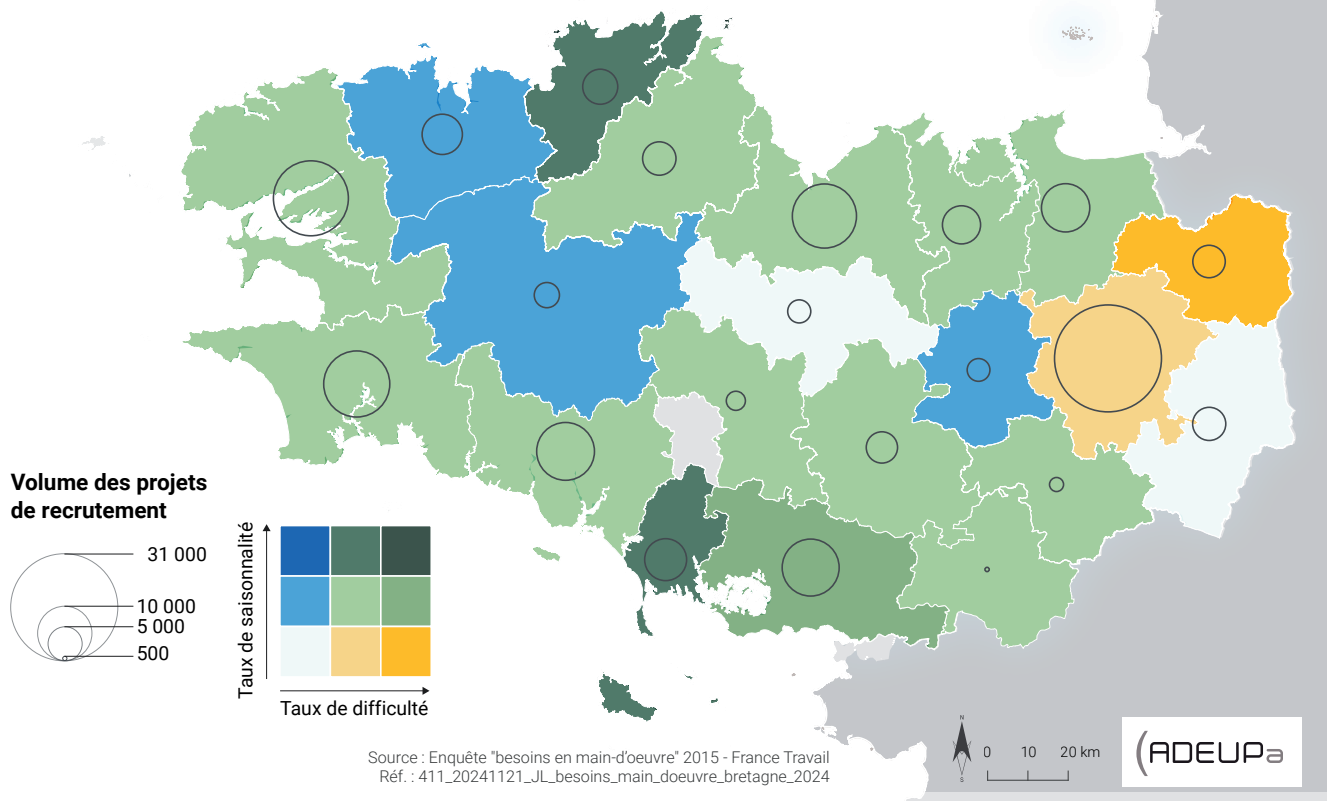 Volume des projets
de recrutement
31 000
10 000
5 000
500
Taux de saisonnalité
Taux de difficulté
Source : Enquête "besoins en main-d'oeuvre" 2015 - France Travail
Réf. : 411_20241121_JL_besoins_main_doeuvre_bretagne_2024
N
S
0 10 20 km
(ADEUPa